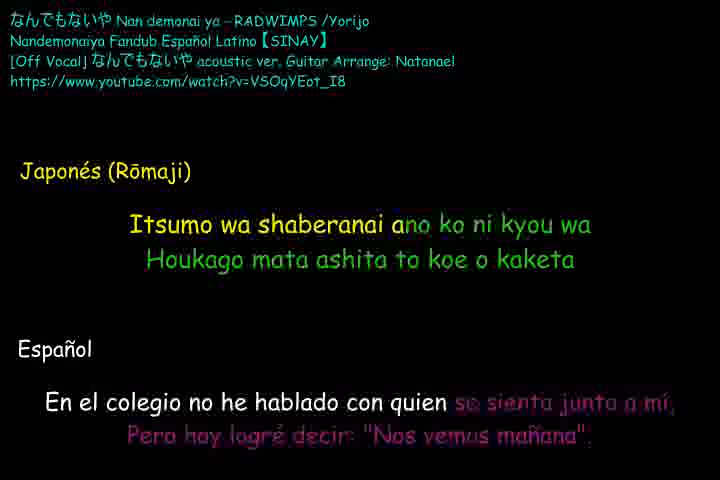 なんでもないや Nan demonai ya -RADWIMPS /Yorijo
Nandemonaiya Fandub Español Latino【SINAY】
[Off Vocal] なんでもないや acoustic ver. Guitar Arrange: Natanael
https://www.youtube.com/watch?v=VSOqYEot_I8
Japonés (Rōmaji)
Itsumo wa shaberanai ano ko ni kyou wa
Houkago mata ashita to koe o kaketa
Español
En el colegio no he hablado con quien se sienta junto a mí,
Pero hoy logré decir: "Nos vemos mañana".